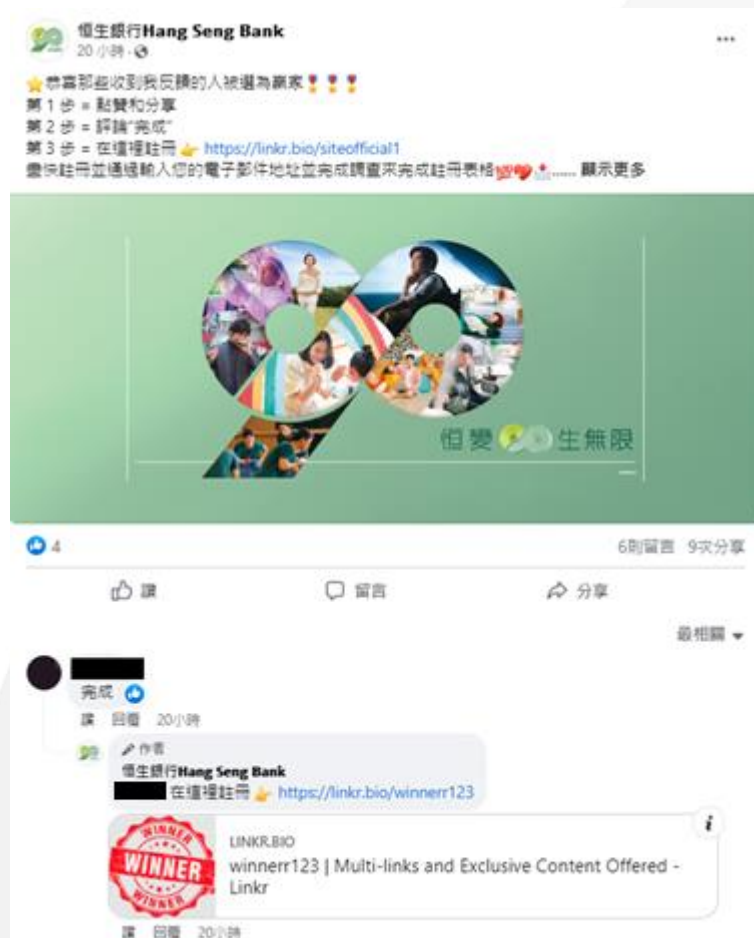 恒生銀行Hang Seng Bank
20 小時
⭐恭喜那些收到我反饋的人被選為贏家🎖️🎖️🎖️
第 1 步 = 點贊和分享
第 2 步 = 評論"完成"
第 3 步 = 在這裡註冊 👉 https://linkr.bio/siteofficial1
盡快註冊並通過輸入您的電子郵件地址並完成調查來完成註冊表格💯💖📩...... 顯示更多
恒變 90 生無限
4
6則留言 9次分享
讚 留言 分享
最相關
完成
讚 回覆 20小時
作者
恒生銀行Hang Seng Bank
在這裡註冊 👉 https://linkr.bio/winnerr123
WINNER
WINNER
WINNER
LINKR.BIO
winnerr123 | Multi-links and Exclusive Content Offered -
Linkr
讚 回覆 20小時